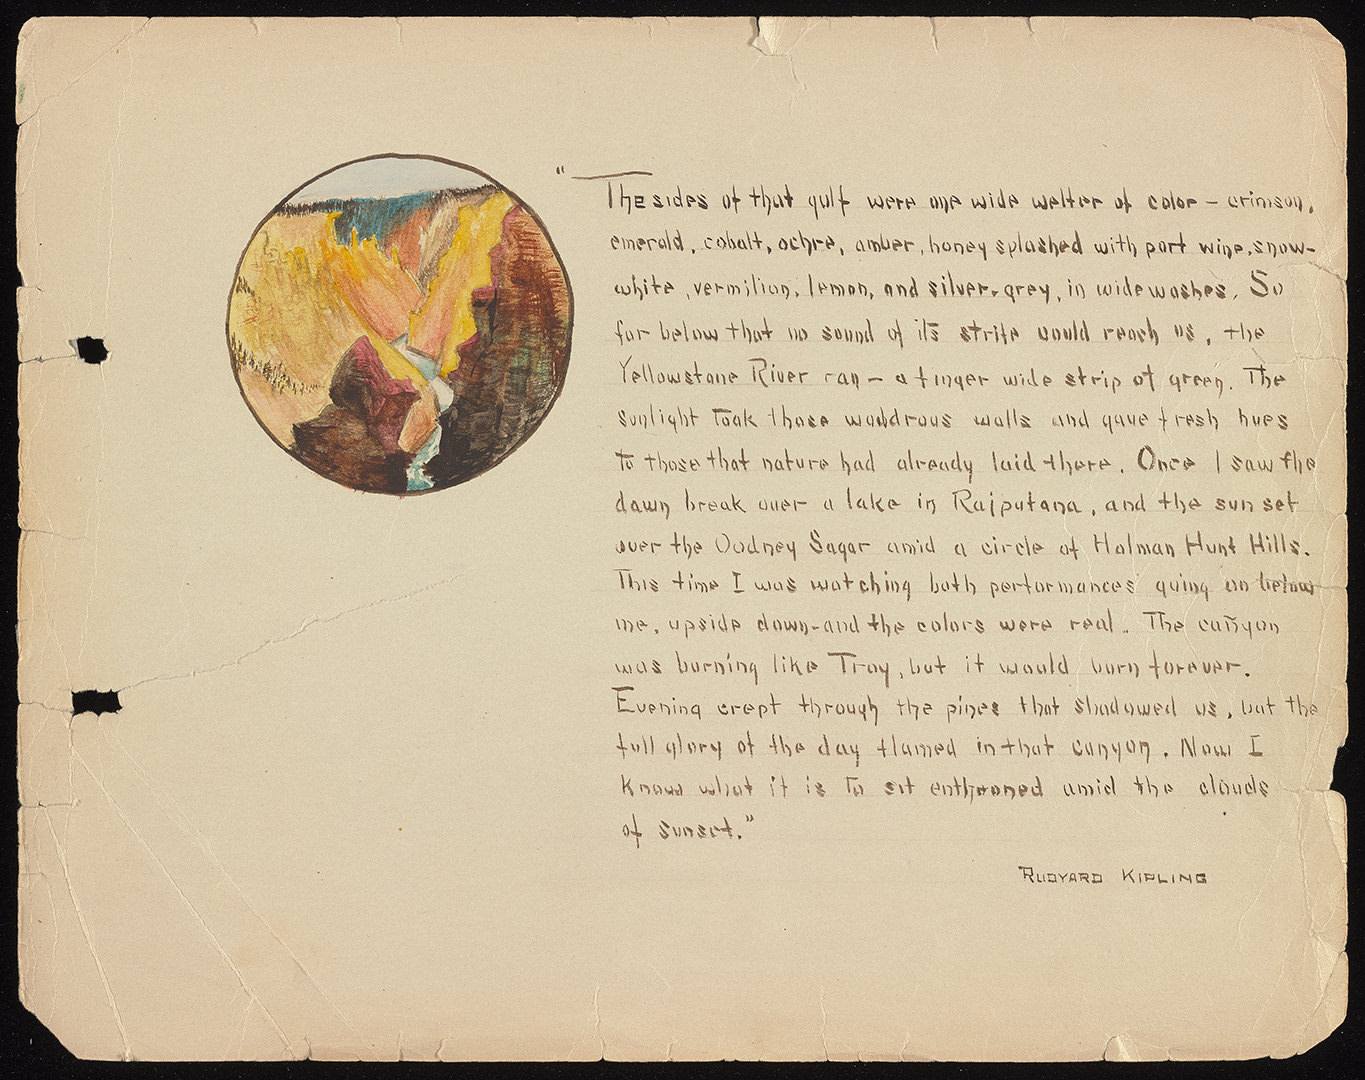 "The sides of that gulf were one wide welter of color – crimson,
emerald, cobalt, ochre, amber, honey splashed with port wine, snow-
white, vermilion, lemon, and silver-grey, in wide washes. So
far below that no sound of its strife could reach us, the
Yellowstone River ran – a finger wide strip of green. The
sunlight took those wondrous walls and gave fresh hues
to those that nature had already laid there. Once I saw the
dawn break over a lake in Rajputana, and the sun set
over the Oodney Sagar amid a circle of Holman Hunt Hills.
This time I was watching both performances going on below
me, upside down-and the colors were real. The cañyon
was burning like Troy, but it would burn forever.
Evening crept through the pines that shadowed us, but the
full glory of the day flamed in that canyon. Now I
know what it is to sit enthroned amid the clouds
of sunset."
RUDYARD KIPLING